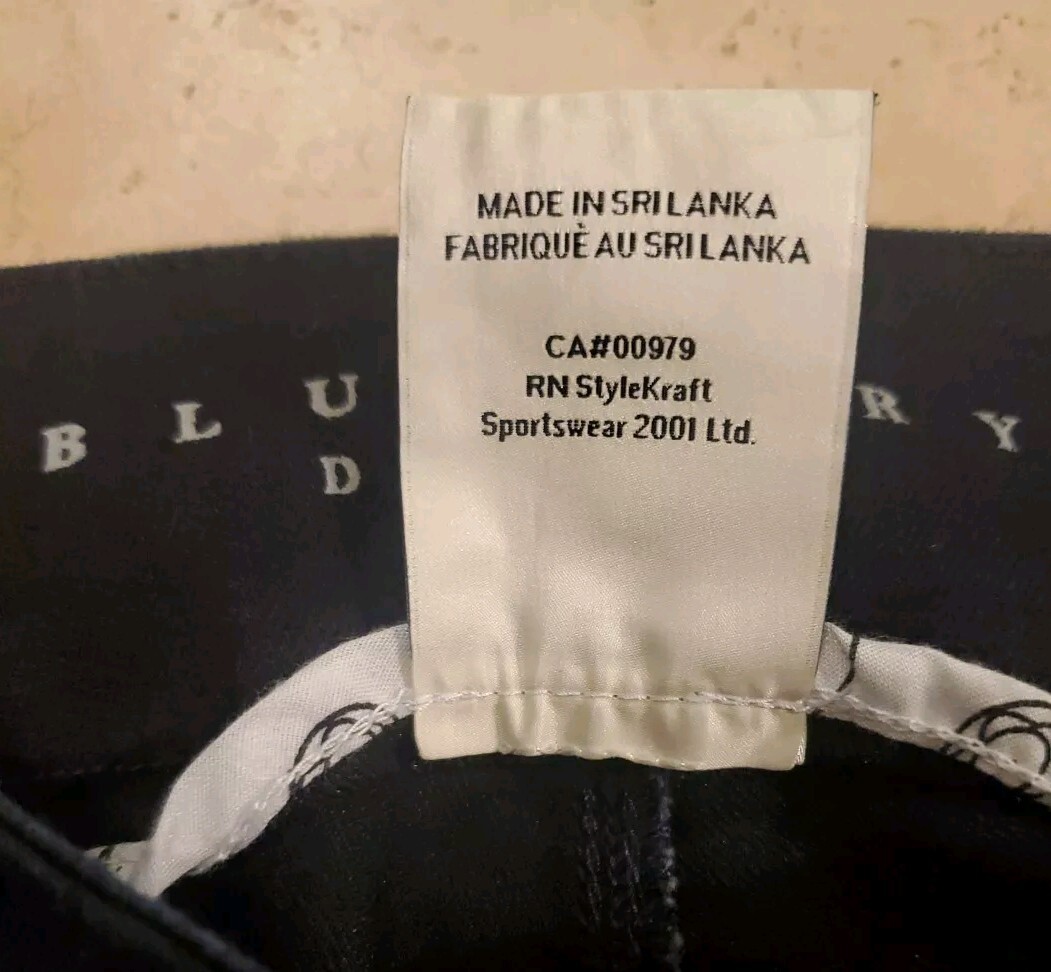 MADE IN SRI LANKA
FABRIQUÈ AU SRI LANKA
CA#00979
RN StyleKraft
Sportswear 2001 Ltd.
B L U
R Y
D